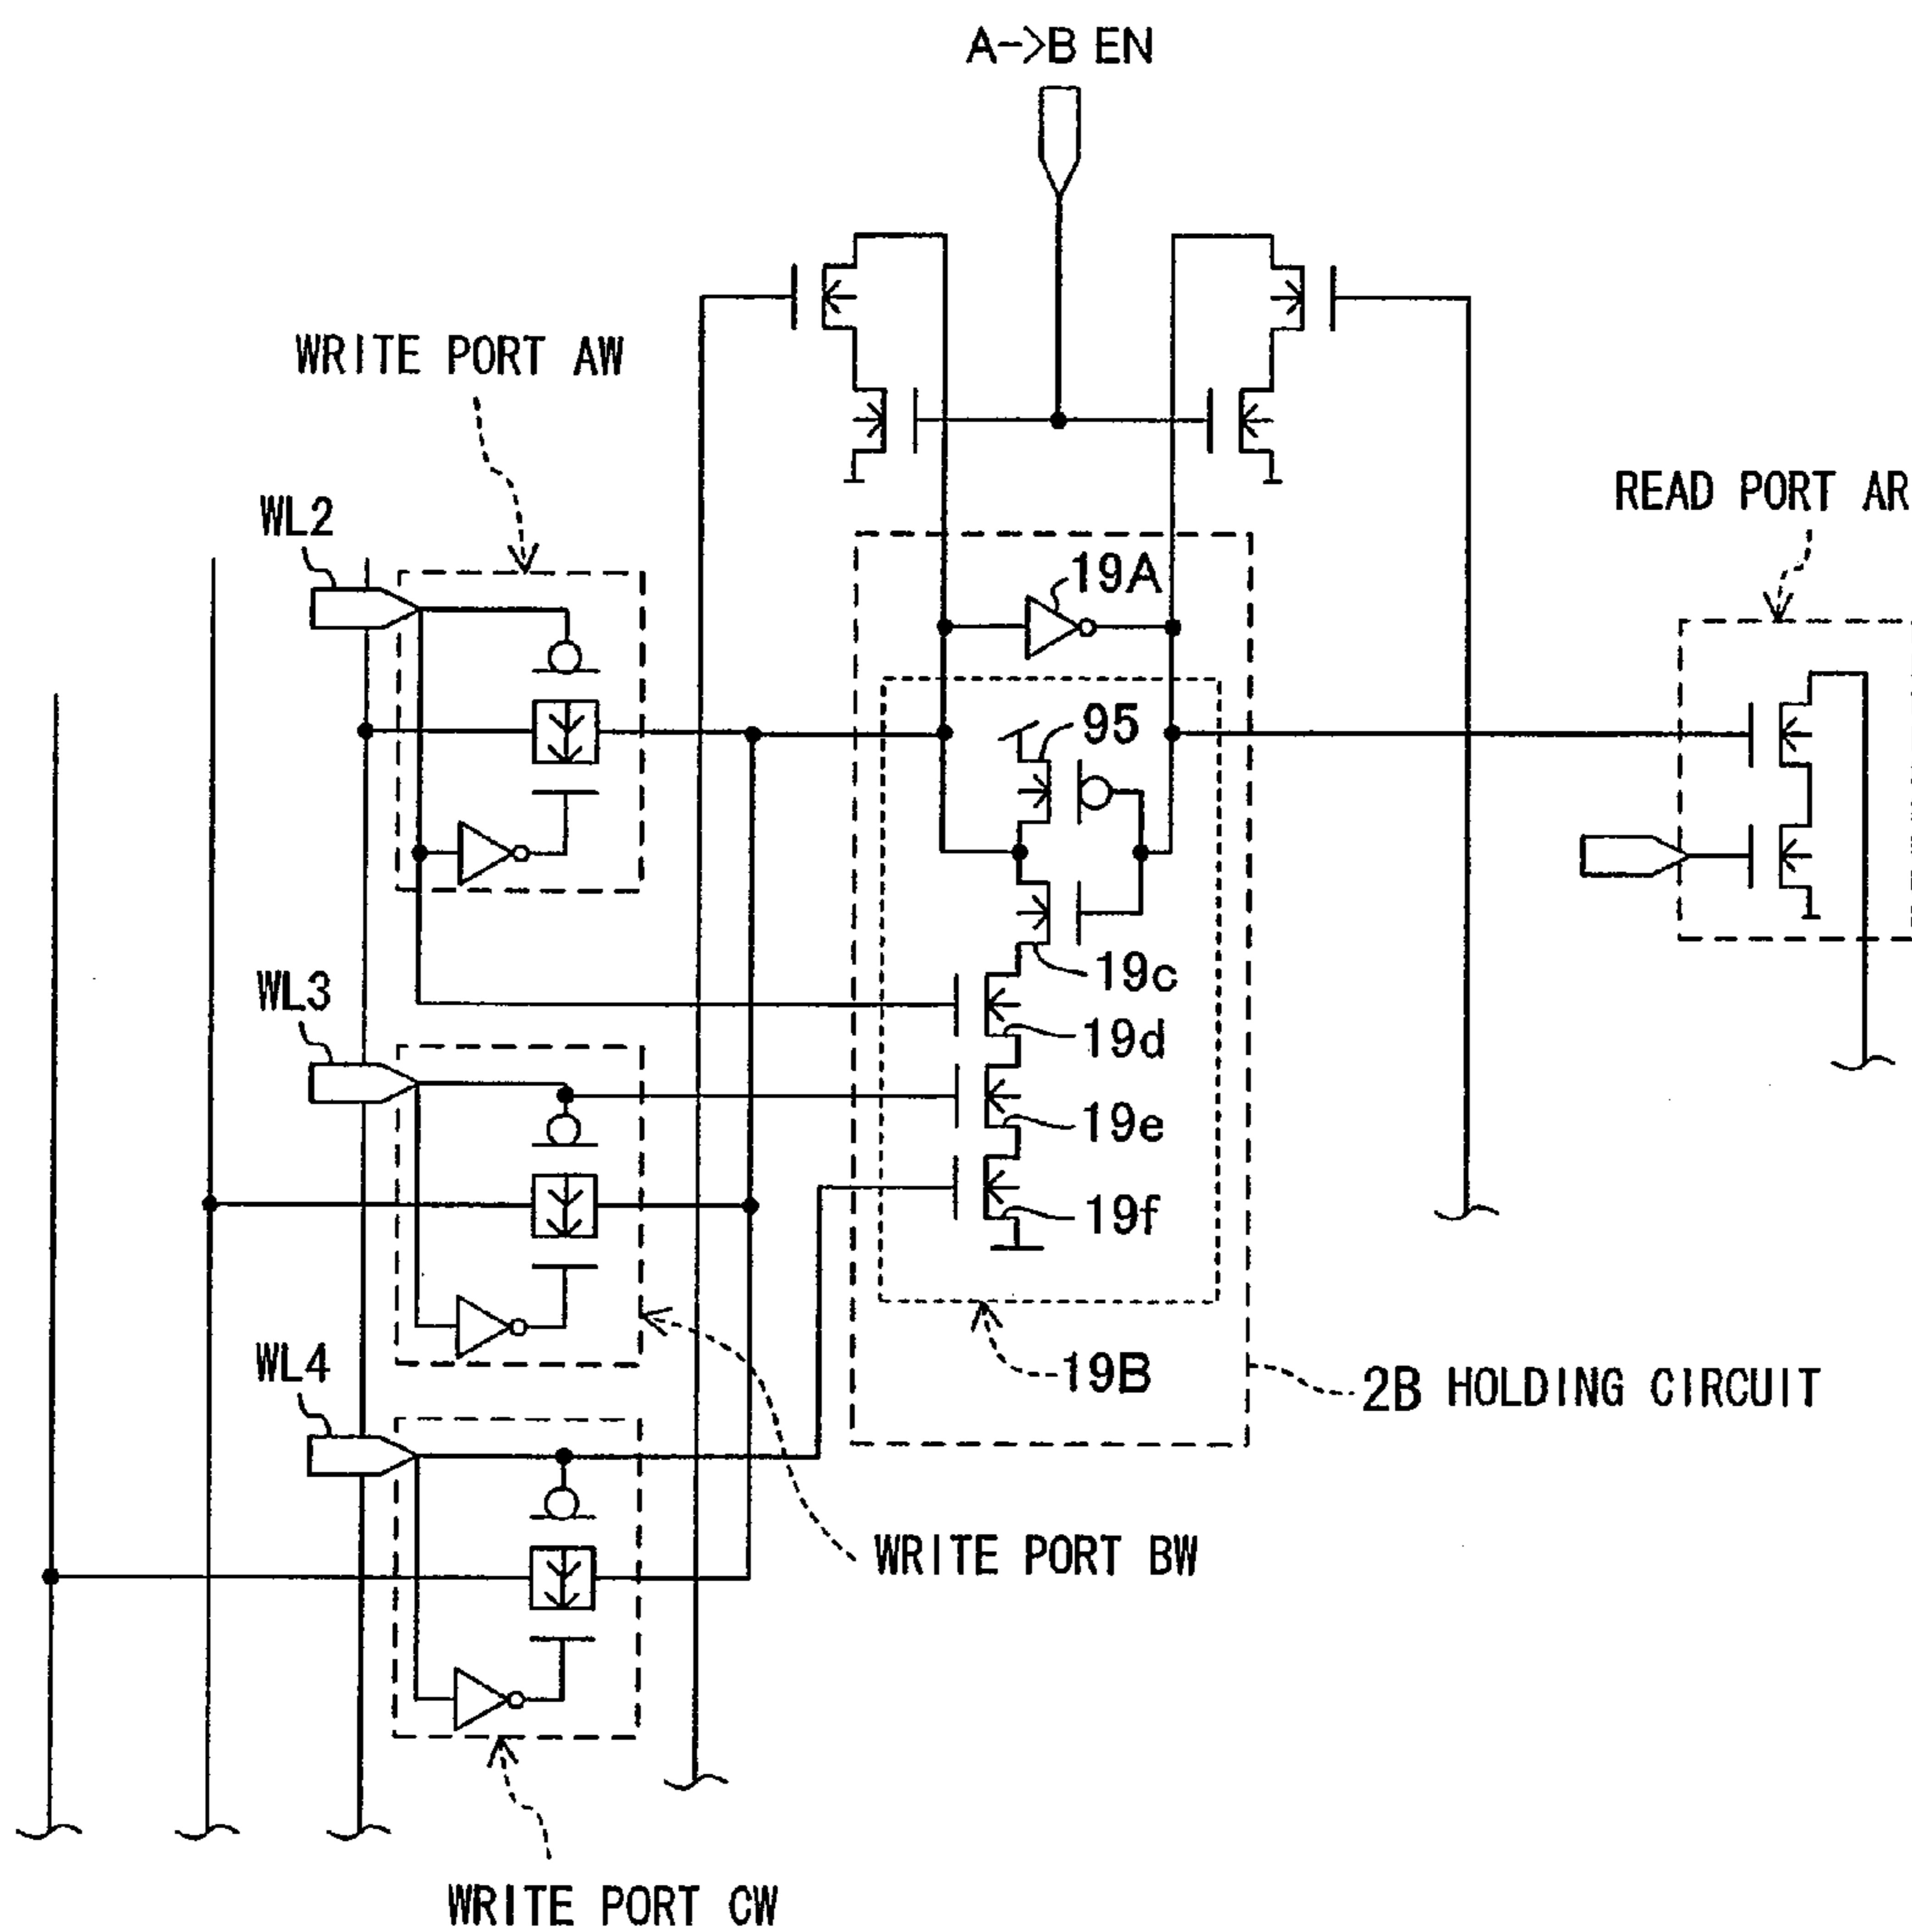 A->B EN
WRITE PORT AW
READ PORT AR
WL2
19A
95
19c
WL3
19d
19e
19f
WL4
19B
2B HOLDING CIRCUIT
WRITE PORT BW
WRITE PORT CW